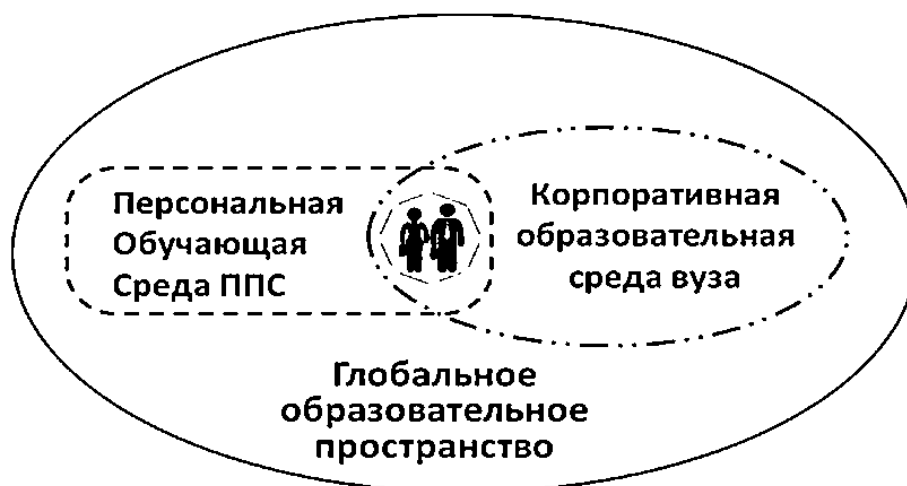 Персональная
Обучающая
Среда ППС
Корпоративная
образовательная
среда вуза
Глобальное
образовательное
пространство